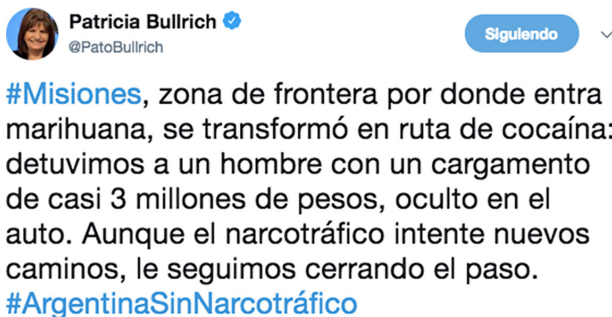 Patricia Bullrich
@PatoBullrich
Siguiendo
#Misiones, zona de frontera por donde entra
marihuana, se transformó en ruta de cocaína:
detuvimos a un hombre con un cargamento
de casi 3 millones de pesos, oculto en el
auto. Aunque el narcotráfico intente nuevos
caminos, le seguimos cerrando el paso.
#ArgentinaSinNarcotráfico